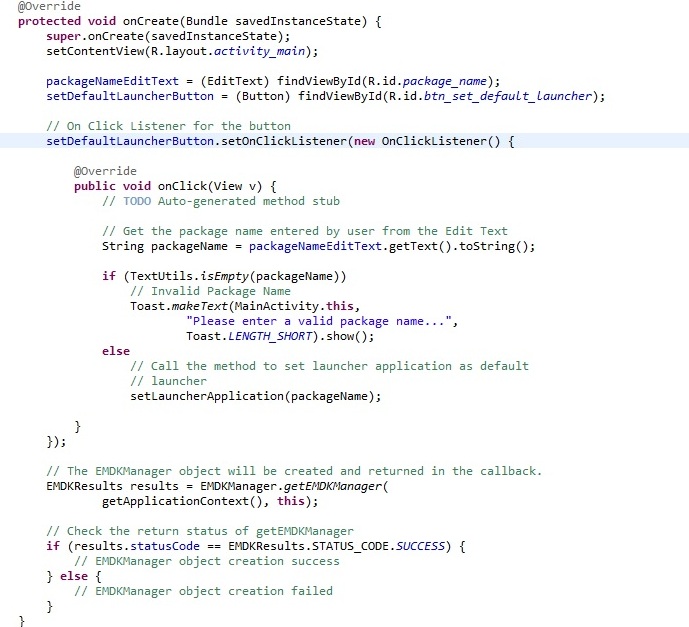 @Override
protected void onCreate(Bundle savedInstanceState) {
super.onCreate(savedInstanceState);
setContentView(R.layout.activity_main);
packageNameEditText = (EditText) findViewById(R.id.package_name);
setDefaultLauncherButton = (Button) findViewById(R.id.btn_set_default_launcher);
// On Click Listener for the button
setDefaultLauncherButton.setOnClickListener(new OnClickListener() {
@Override
public void onClick(View v) {
// TODO Auto-generated method stub
// Get the package name entered by user from the Edit Text
String packageName = packageNameEditText.getText().toString();
if (TextUtils.isEmpty(packageName))
// Invalid Package Name
Toast.makeText(MainActivity.this,
"Please enter a valid package name...",
Toast.LENGTH_SHORT).show();
else
// Call the method to set launcher application as default
// launcher
setLauncherApplication(packageName);
}
});
// The EMDKManager object will be created and returned in the callback.
EMDKResults results = EMDKManager.getEMDKManager(
getApplicationContext(), this);
// Check the return status of getEMDKManager
if (results.statusCode == EMDKResults.STATUS_CODE.SUCCESS) {
// EMDKManager object creation success
} else {
// EMDKManager object creation failed
}
}